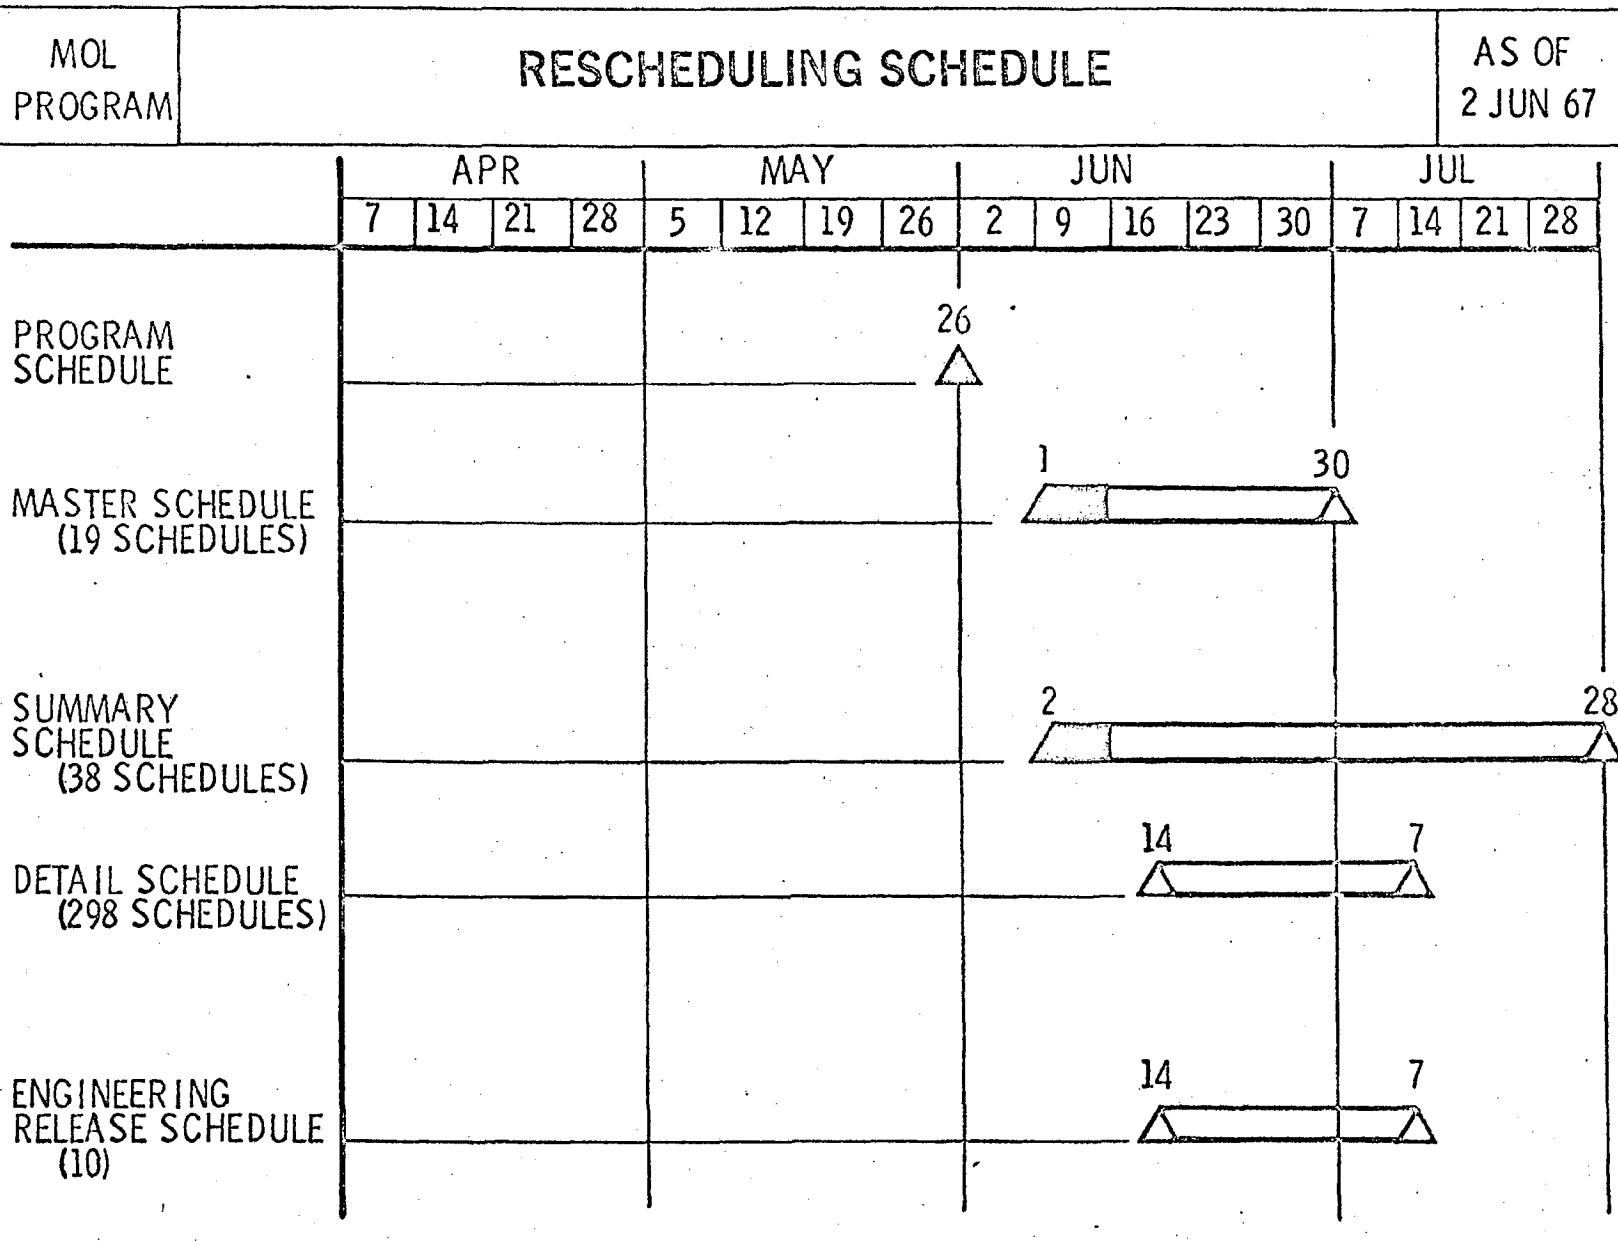 MOL
PROGRAM
RESCHEDULING SCHEDULE
AS OF
2 JUN 67
APR MAY JUN JUL
7 14 21 28 5 12 19 26 2 9 16 23 30 7 14 21 28
26
PROGRAM
SCHEDULE
1 30
MASTER SCHEDULE
(19 SCHEDULES)
2 28
SUMMARY
SCHEDULE
(38 SCHEDULES)
14 7
DETAIL SCHEDULE
(298 SCHEDULES)
14 7
ENGINEERING
RELEASE SCHEDULE
(10)